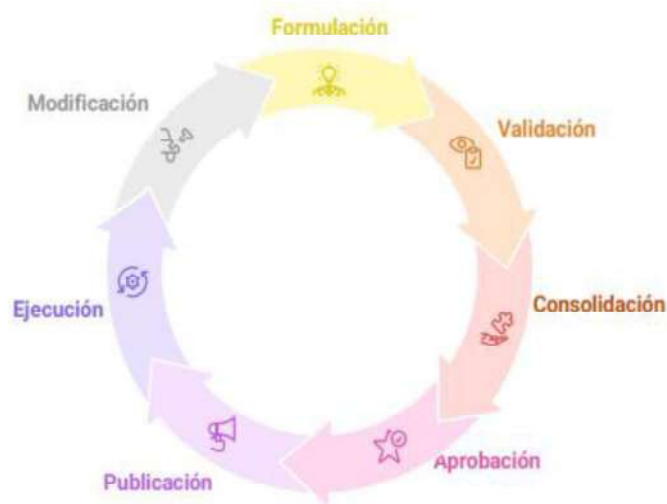 Formulación
Validación
Consolidación
Aprobación
Publicación
Ejecución
Modificación